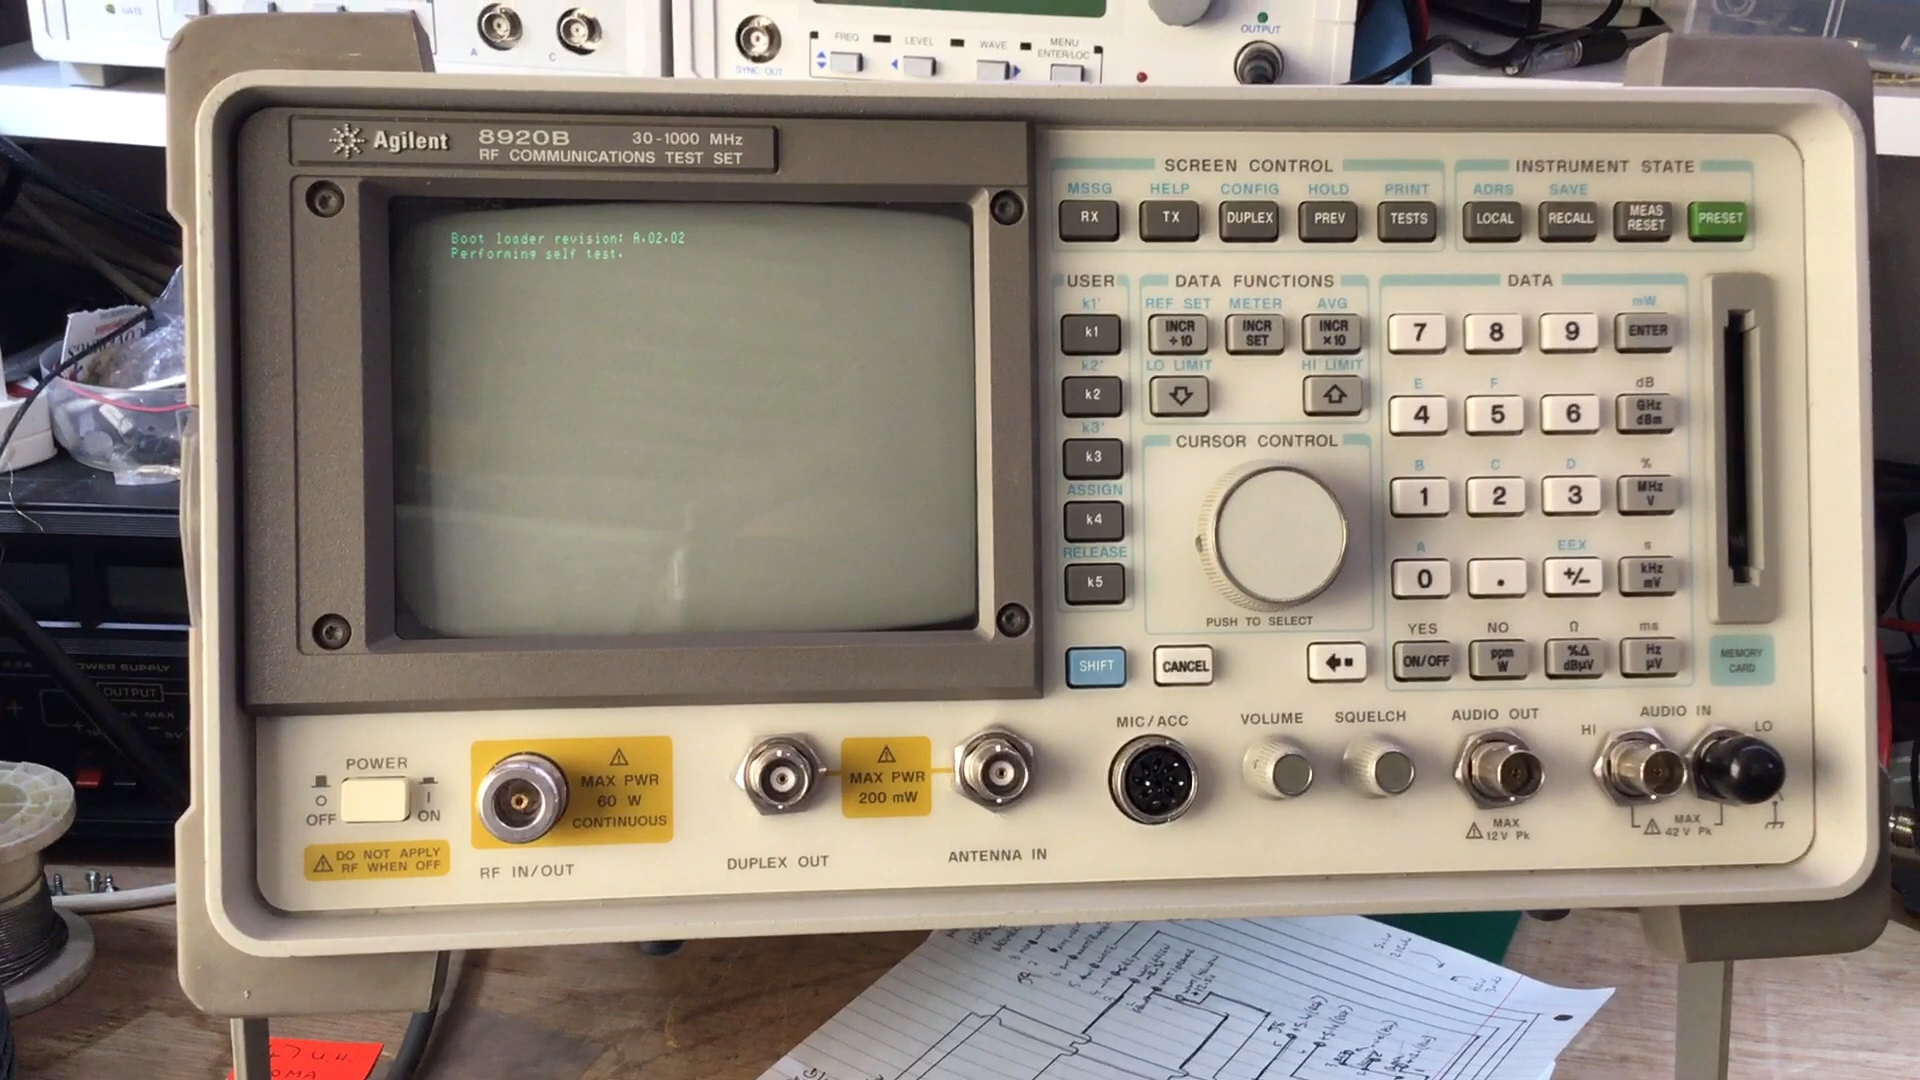 GATE
A
C
SYNC OUT
FREQ
LEVEL
WAVE
MENU
ENTER/LOC
OUTPUT
Agilent 8920B 30-1000 MHz
RF COMMUNICATIONS TEST SET
Boot loader revision: A.02.02
Performing self test.
SCREEN CONTROL
MSSG HELP CONFIG HOLD PRINT
RX TX DUPLEX PREV TESTS
INSTRUMENT STATE
ADRS SAVE
LOCAL RECALL MEAS RESET PRESET
USER
k1'
k1
k2'
k2
k3'
k3
ASSIGN
k4
RELEASE
k5
DATA FUNCTIONS
REF SET METER AVG
INCR ÷10 INCR SET INCR ×10
LO LIMIT HI LIMIT
CURSOR CONTROL
PUSH TO SELECT
SHIFT CANCEL
DATA
mW
7 8 9 ENTER
E F dB
4 5 6 GHz dBm
B C D %
1 2 3 MHz V
A EEX s
0 . +/− kHz mV
YES NO Ω ms
ON/OFF ppm W %Δ dBμV Hz μV
MEMORY
CARD
POWER
O
OFF
I
ON
DO NOT APPLY
RF WHEN OFF
MAX PWR
60 W
CONTINUOUS
RF IN/OUT
DUPLEX OUT
MAX PWR
200 mW
ANTENNA IN
MIC/ACC
VOLUME
SQUELCH
AUDIO OUT
MAX
12 V Pk
AUDIO IN
HI
LO
MAX
42 V Pk
POWER SUPPLY
OUTPUT